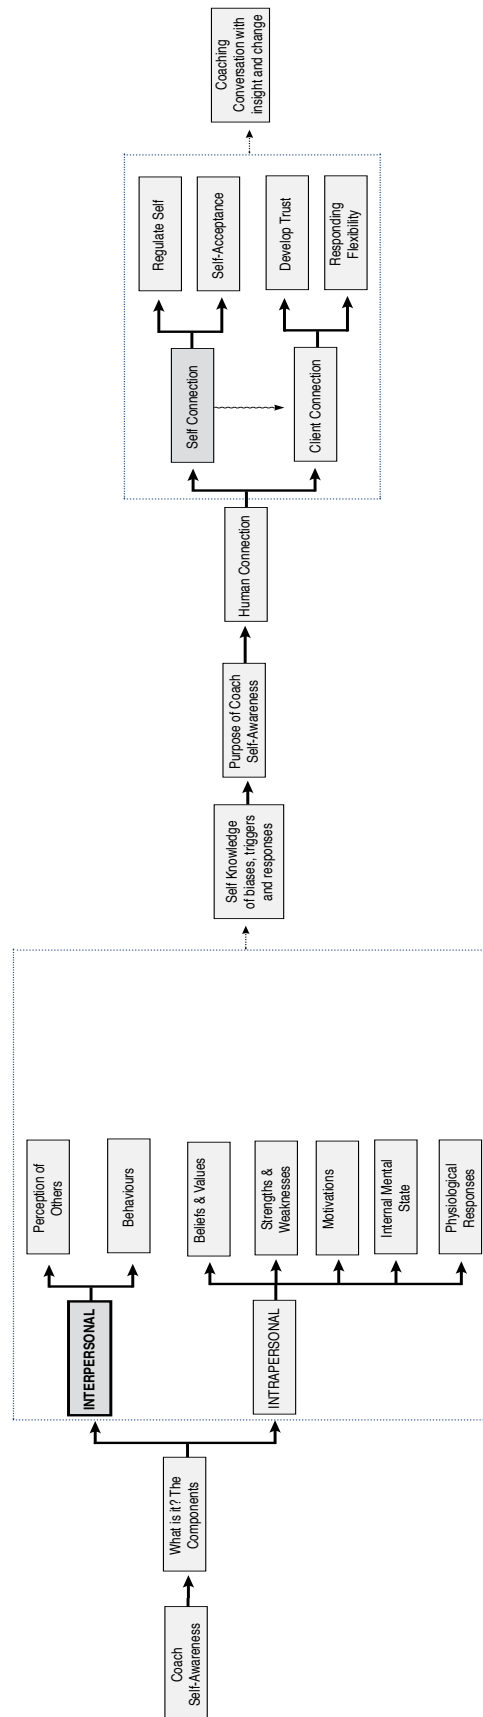 Coach
Self-Awareness
What is it? The
Components
INTERPERSONAL
Perception of
Others
Behaviours
INTRAPERSONAL
Beliefs & Values
Strengths &
Weaknesses
Motivations
Internal Mental
State
Physiological
Responses
Self Knowledge
of biases, triggers
and responses
Purpose of Coach
Self-Awareness
Human Connection
Self Connection
Regulate Self
Self-Acceptance
Client Connection
Develop Trust
Responding
Flexibility
Coaching
Conversation with
insight and change